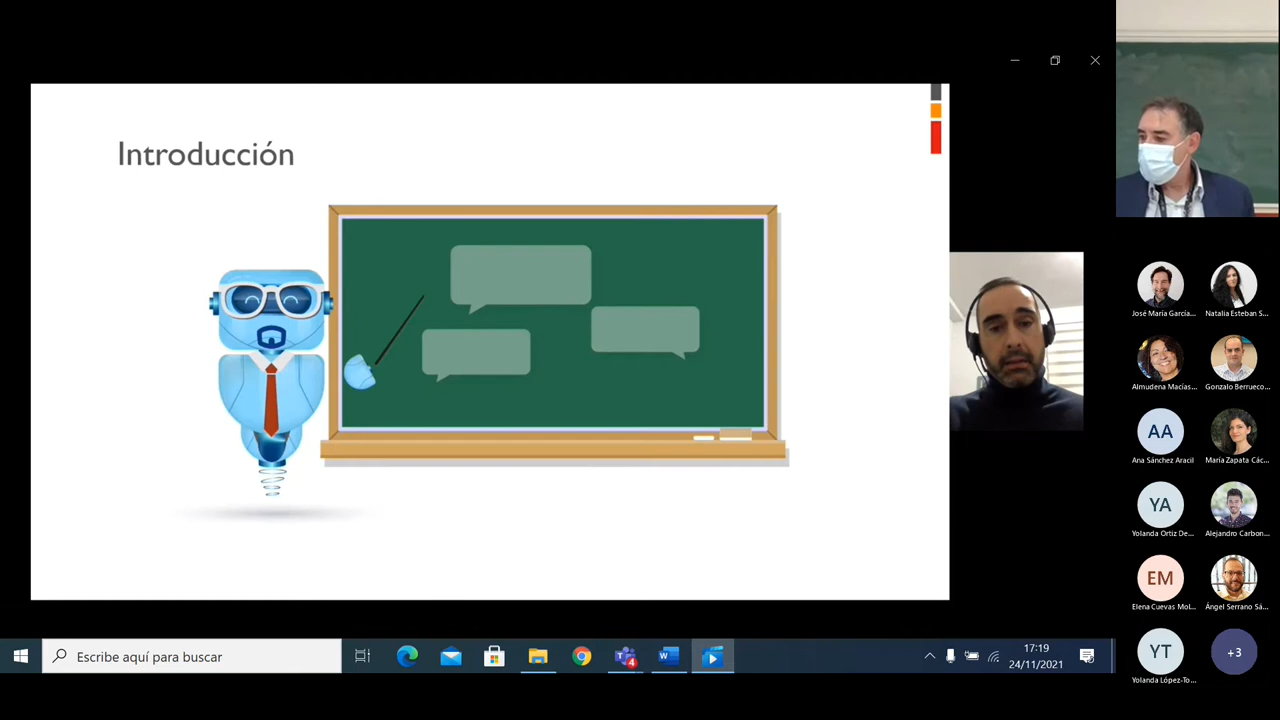 Introducción
José María García...
Natalia Esteban S...
Almudena Macías...
Gonzalo Berrueco...
AA
Ana Sánchez Aracil
María Zapata Các...
YA
Yolanda Ortiz De...
Alejandro Carbon...
EM
Elena Cuevas Mol...
Ángel Serrano Sá...
YT
Yolanda López-To...
+3
Escribe aquí para buscar
4
17:19
24/11/2021